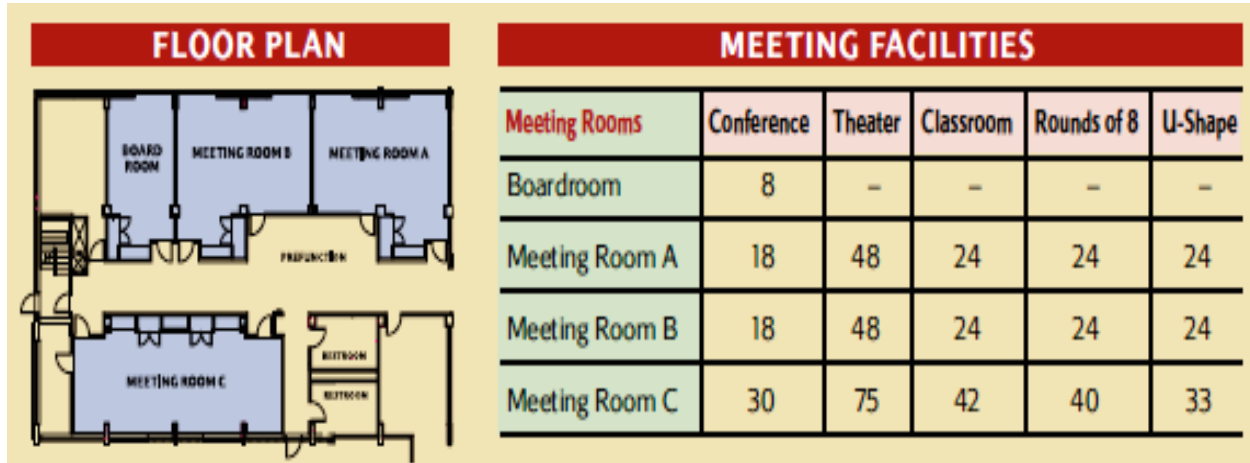 FLOOR PLAN
BOARD
ROOM
MEETING ROOM B
MEETING ROOM A
PREFUNCTION
RESTROOM
MEETING ROOM C
RESTROOM
MEETING FACILITIES
Meeting Rooms Conference Theater Classroom Rounds of 8 U-Shape
Boardroom 8 – – – –
Meeting Room A 18 48 24 24 24
Meeting Room B 18 48 24 24 24
Meeting Room C 30 75 42 40 33